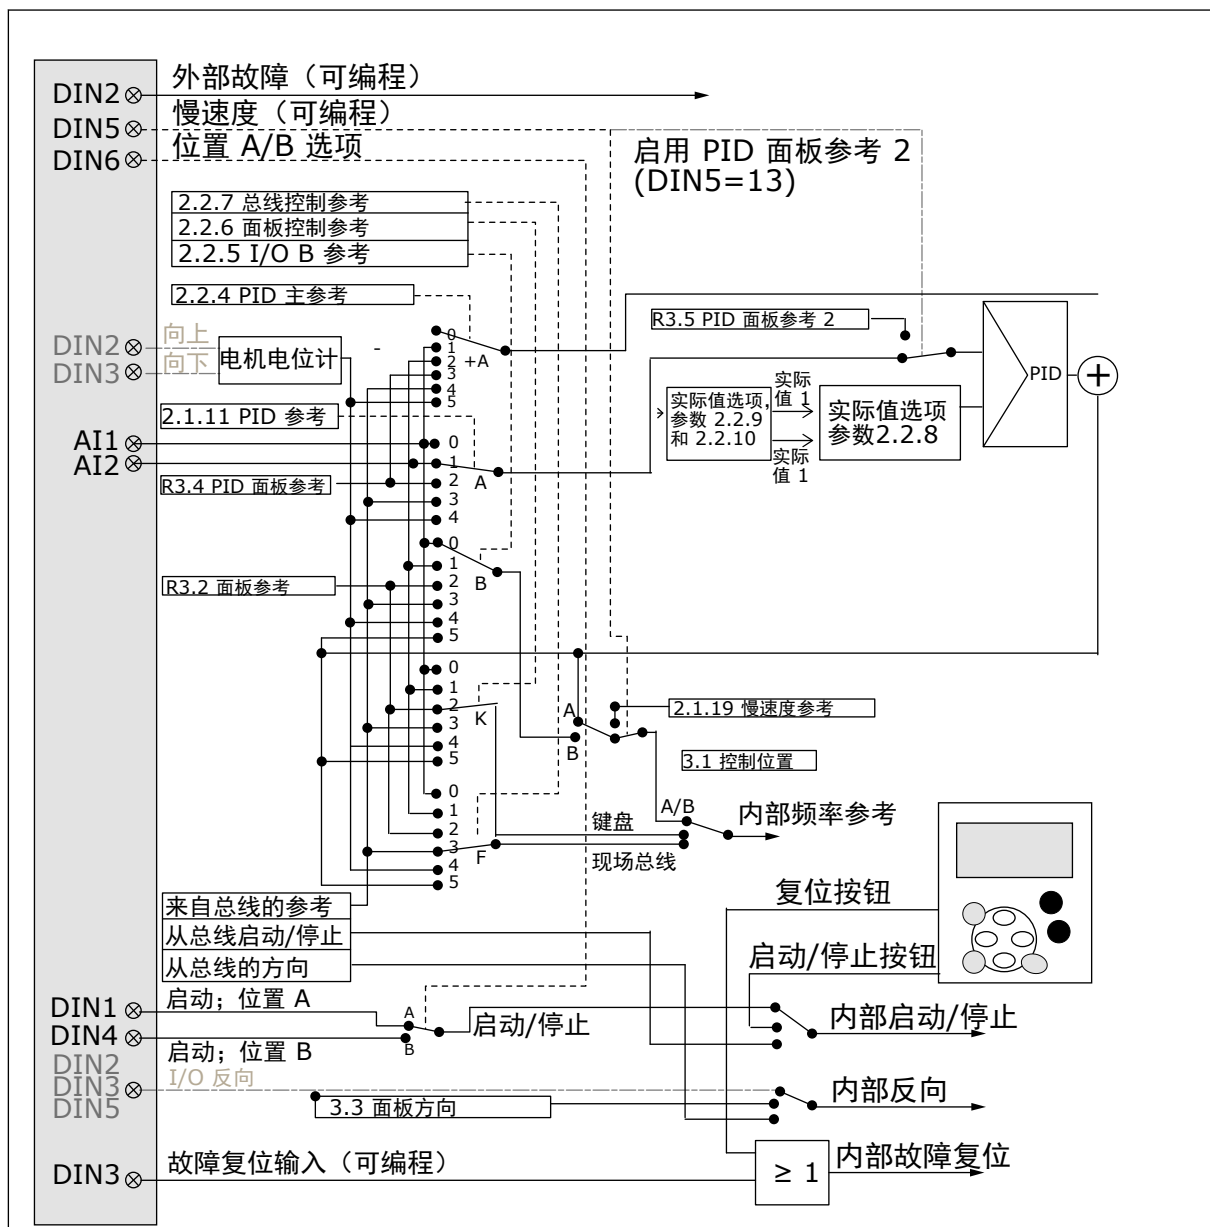 DIN2
外部故障（可编程）
DIN5
慢速度（可编程）
DIN6
位置 A/B 选项
启用 PID 面板参考 2
(DIN5=13)
2.2.7 总线控制参考
2.2.6 面板控制参考
2.2.5 I/O B 参考
2.2.4 PID 主参考
R3.5 PID 面板参考 2
DIN2
向上
DIN3
向下
电机电位计
-
0
1
2
3
4
5
+A
PID
+
实际值选项,
参数 2.2.9
和 2.2.10
实际
值 1
实际
值 1
实际值选项
参数2.2.8
2.1.11 PID 参考
AI1
AI2
R3.4 PID 面板参考
0
1
2
3
4
A
R3.2 面板参考
0
1
2
3
4
5
B
0
1
2
3
4
5
K
A
B
2.1.19 慢速度参考
3.1 控制位置
0
1
2
3
4
5
F
键盘
现场总线
A/B
内部频率参考
来自总线的参考
从总线启动/停止
从总线的方向
复位按钮
启动/停止按钮
DIN1
启动；位置 A
DIN4
启动；位置 B
A
B
启动/停止
内部启动/停止
DIN2
DIN3
DIN5
I/O 反向
3.3 面板方向
内部反向
DIN3
故障复位输入（可编程）
≥ 1
内部故障复位